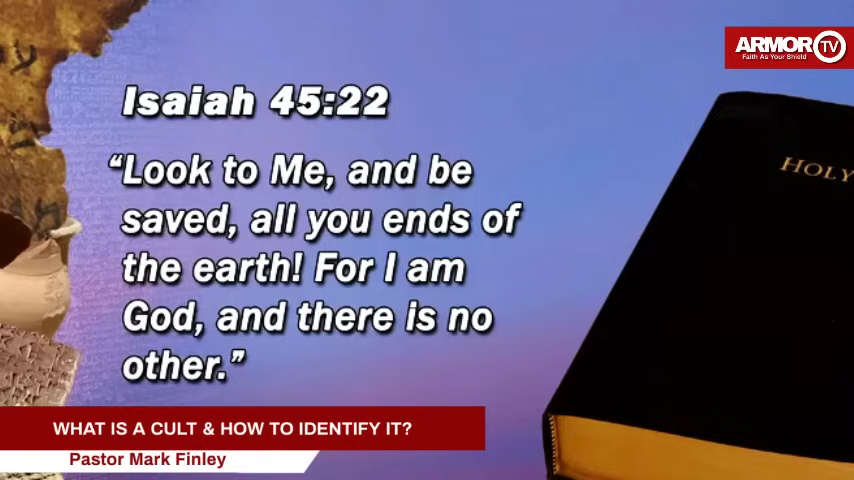 ARMOR TV
Faith As Your Shield
Isaiah 45:22
HOLY
“Look to Me, and be
saved, all you ends of
the earth! For I am
God, and there is no
other.”
WHAT IS A CULT & HOW TO IDENTIFY IT?
Pastor Mark Finley